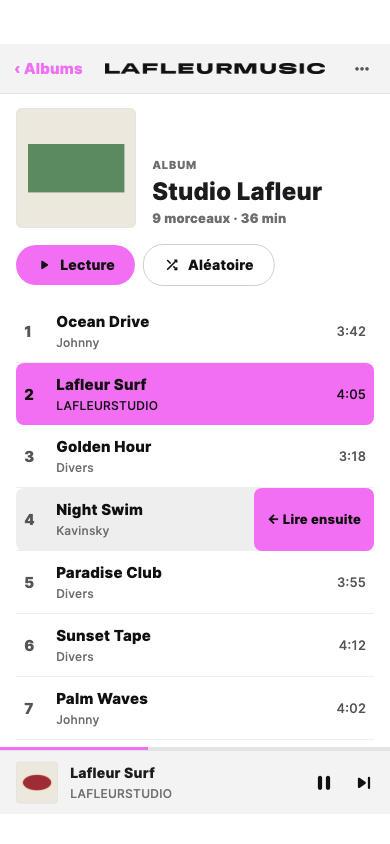 ‹ Albums LAFLEURMUSIC
ALBUM
Studio Lafleur
9 morceaux · 36 min
Lecture
Aléatoire
1 Ocean Drive 3:42
Johnny
2 Lafleur Surf 4:05
LAFLEURSTUDIO
3 Golden Hour 3:18
Divers
4 Night Swim ← Lire ensuite
Kavinsky
5 Paradise Club 3:55
Divers
6 Sunset Tape 4:12
Divers
7 Palm Waves 4:02
Johnny
Lafleur Surf
LAFLEURSTUDIO